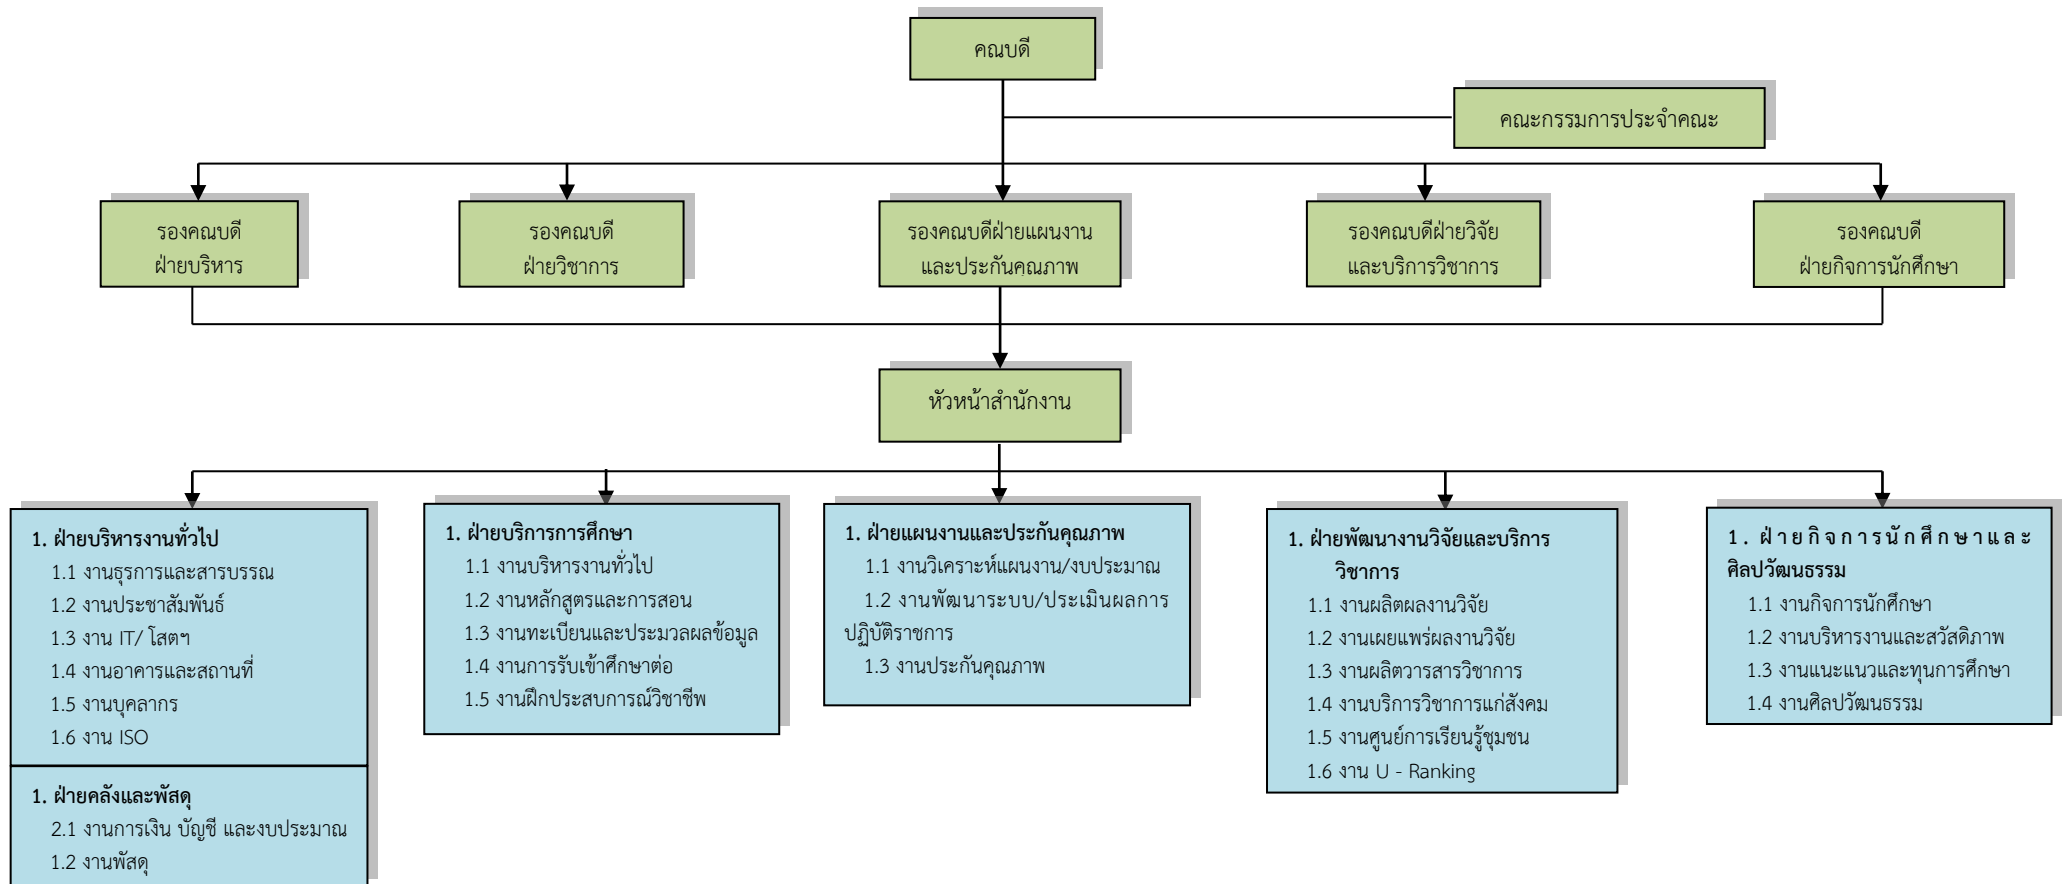 คณบดี
คณะกรรมการประจำคณะ
รองคณบดี
ฝ่ายบริหาร
รองคณบดี
ฝ่ายวิชาการ
รองคณบดีฝ่ายแผนงาน
และประกันคุณภาพ
รองคณบดีฝ่ายวิจัย
และบริการวิชาการ
รองคณบดี
ฝ่ายกิจการนักศึกษา
หัวหน้าสำนักงาน
1. ฝ่ายบริหารงานทั่วไป
1.1 งานธุรการและสารบรรณ
1.2 งานประชาสัมพันธ์
1.3 งาน IT/ โสตฯ
1.4 งานอาคารและสถานที่
1.5 งานบุคลากร
1.6 งาน ISO
1. ฝ่ายคลังและพัสดุ
2.1 งานการเงิน บัญชี และงบประมาณ
1.2 งานพัสดุ
1. ฝ่ายบริการการศึกษา
1.1 งานบริหารงานทั่วไป
1.2 งานหลักสูตรและการสอน
1.3 งานทะเบียนและประมวลผลข้อมูล
1.4 งานการรับเข้าศึกษาต่อ
1.5 งานฝึกประสบการณ์วิชาชีพ
1. ฝ่ายแผนงานและประกันคุณภาพ
1.1 งานวิเคราะห์แผนงาน/งบประมาณ
1.2 งานพัฒนาระบบ/ประเมินผลการ
ปฏิบัติราชการ
1.3 งานประกันคุณภาพ
1. ฝ่ายพัฒนางานวิจัยและบริการ
วิชาการ
1.1 งานผลิตผลงานวิจัย
1.2 งานเผยแพร่ผลงานวิจัย
1.3 งานผลิตวารสารวิชาการ
1.4 งานบริการวิชาการแก่สังคม
1.5 งานศูนย์การเรียนรู้ชุมชน
1.6 งาน U - Ranking
1. ฝ่ายกิจการนักศึกษาและ
ศิลปวัฒนธรรม
1.1 งานกิจการนักศึกษา
1.2 งานบริหารงานและสวัสดิภาพ
1.3 งานแนะแนวและทุนการศึกษา
1.4 งานศิลปวัฒนธรรม